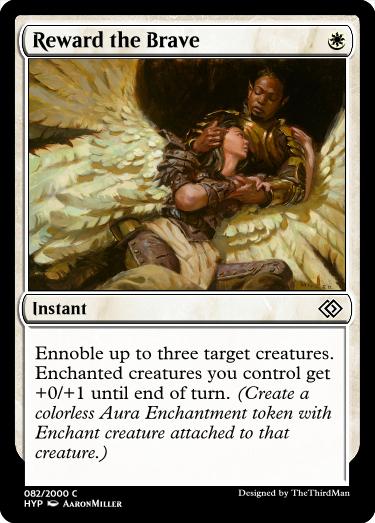 Reward the Brave
Instant
Ennoble up to three target creatures.
Enchanted creatures you control get
+0/+1 until end of turn. (Create a
colorless Aura Enchantment token with
Enchant creature attached to that
creature.)
082/2000 C
Designed by TheThirdMan
HYP AaronMiller